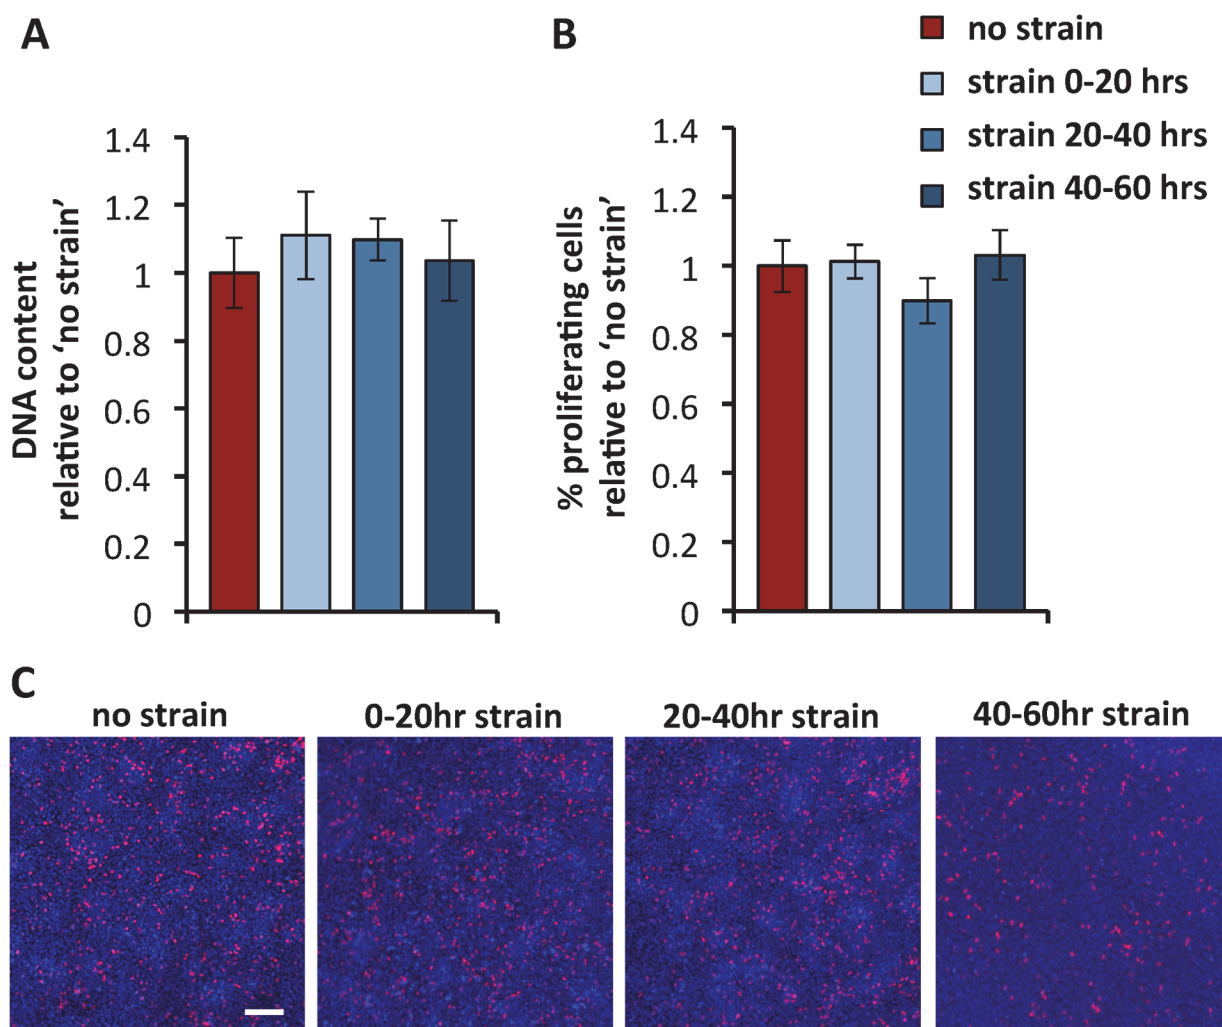 A
B
no strain
strain 0-20 hrs
strain 20-40 hrs
strain 40-60 hrs
DNA content
relative to ‘no strain’
1.4
1.2
1
0.8
0.6
0.4
0.2
0
% proliferating cells
relative to ‘no strain’
1.4
1.2
1
0.8
0.6
0.4
0.2
0
C
no strain
0-20hr strain
20-40hr strain
40-60hr strain